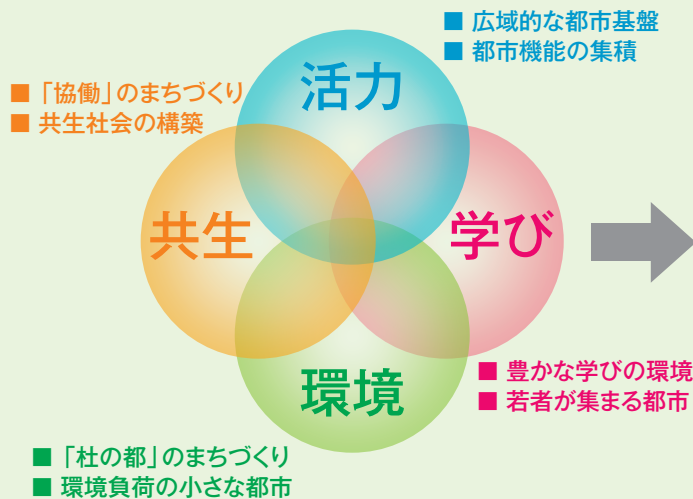 ■ 広域的な都市基盤
■ 都市機能の集積
活力
■ 「協働」のまちづくり
■ 共生社会の構築
共生
学び
環境
■ 豊かな学びの環境
■ 若者が集まる都市
■ 「杜の都」のまちづくり
■ 環境負荷の小さな都市